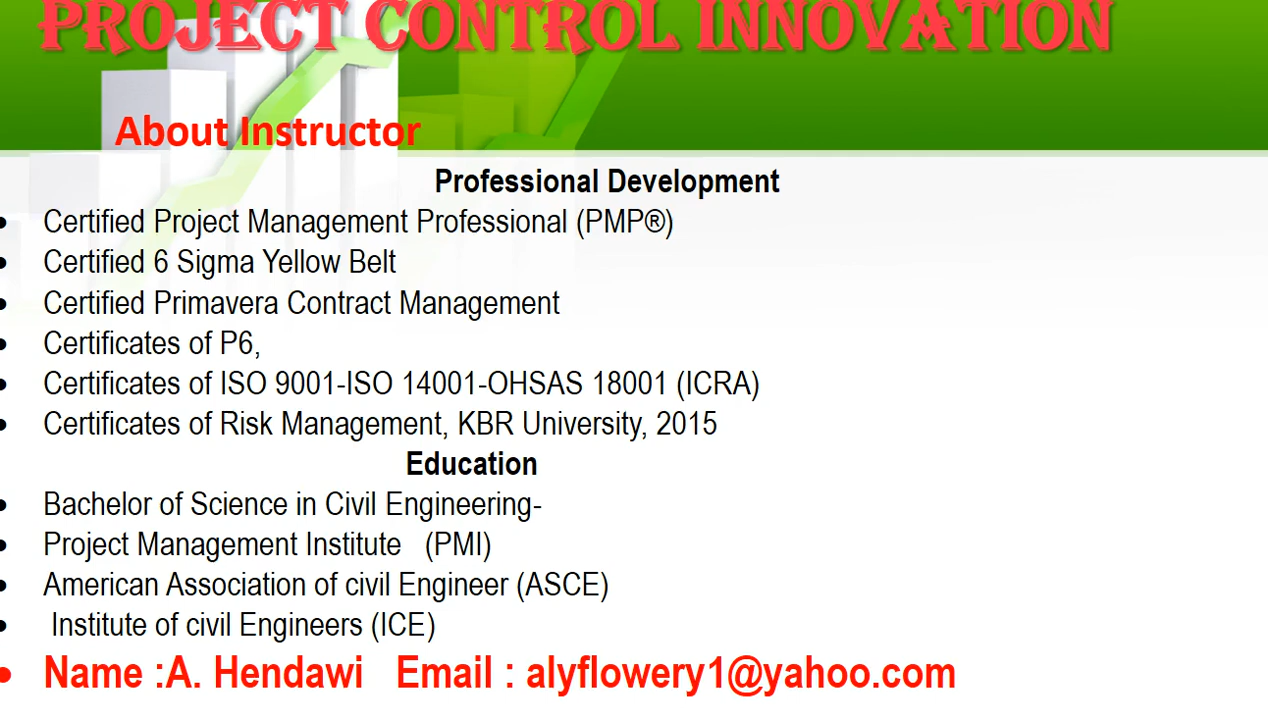 PROJECT CONTROL INNOVATION
About Instructor
Professional Development
• Certified Project Management Professional (PMP®)
• Certified 6 Sigma Yellow Belt
• Certified Primavera Contract Management
• Certificates of P6,
• Certificates of ISO 9001-ISO 14001-OHSAS 18001 (ICRA)
• Certificates of Risk Management, KBR University, 2015
Education
• Bachelor of Science in Civil Engineering-
• Project Management Institute (PMI)
• American Association of civil Engineer (ASCE)
• Institute of civil Engineers (ICE)
• Name :A. Hendawi Email : alyflowery1@yahoo.com